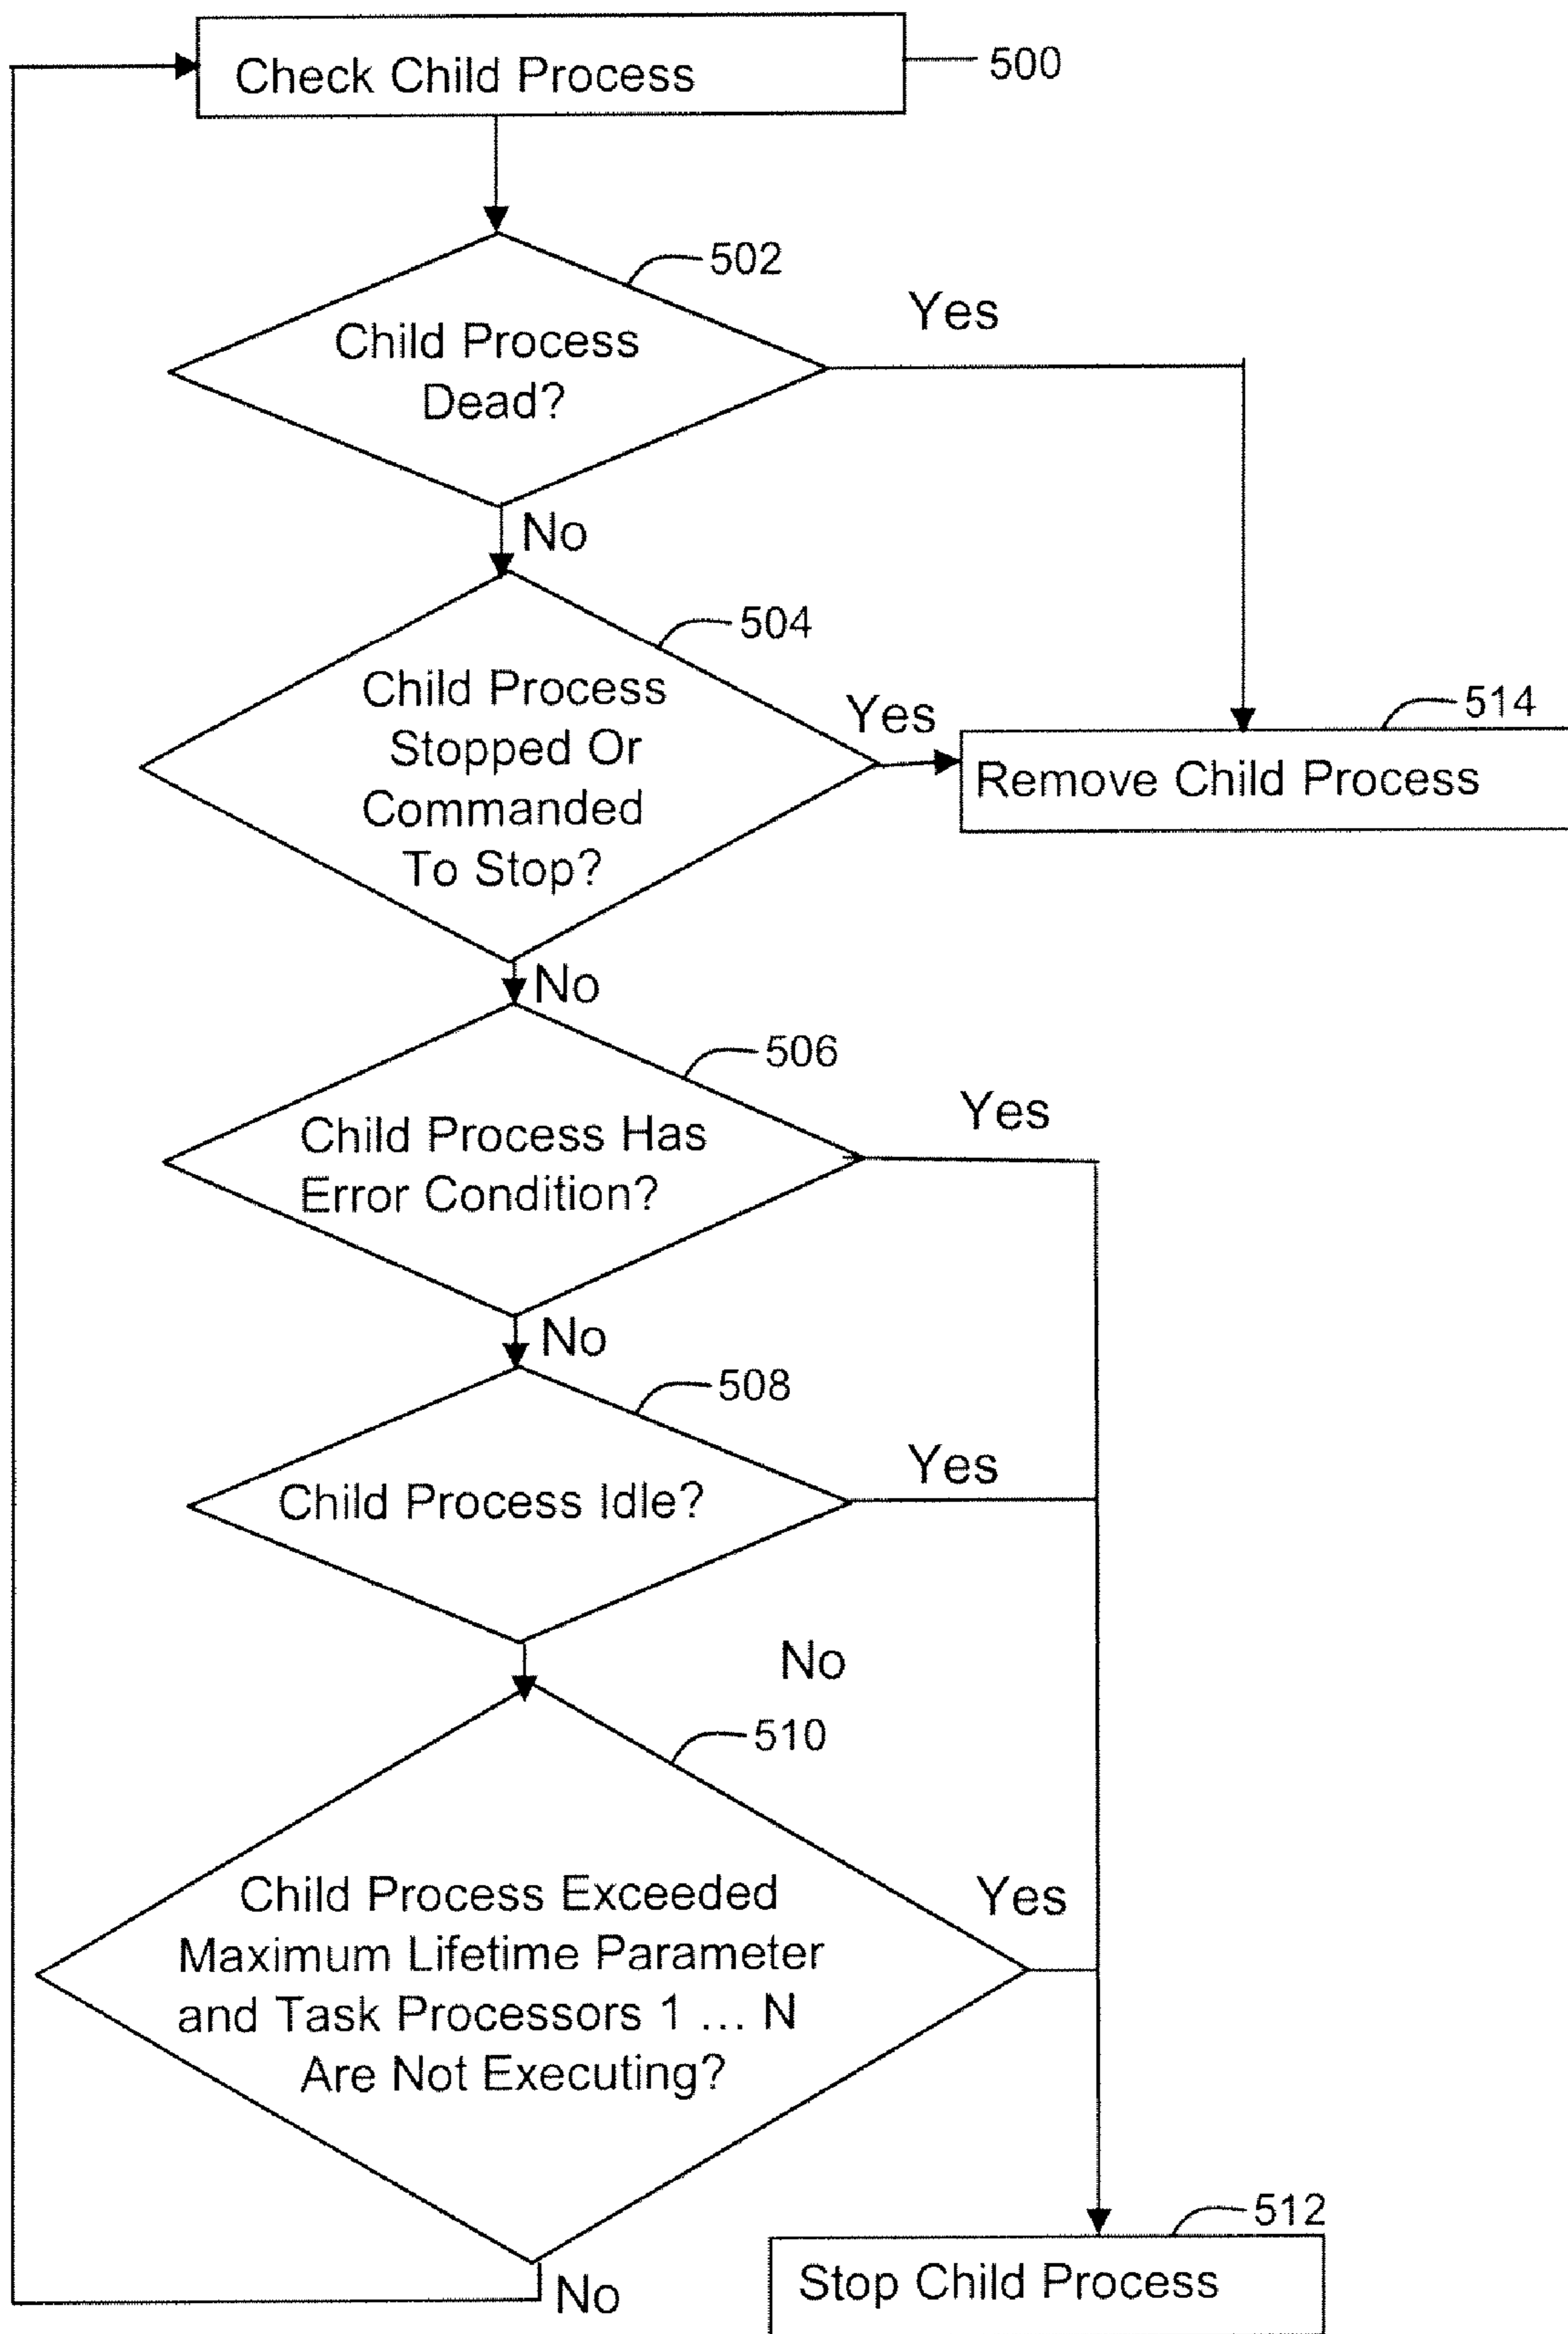 Check Child Process
500
502
Yes
Child Process
Dead?
No
504
Child Process
Stopped Or
Commanded
To Stop?
Yes
514
Remove Child Process
No
506
Yes
Child Process Has
Error Condition?
No
508
Yes
Child Process Idle?
No
510
Child Process Exceeded
Maximum Lifetime Parameter
and Task Processors 1 ... N
Are Not Executing?
Yes
512
Stop Child Process
No